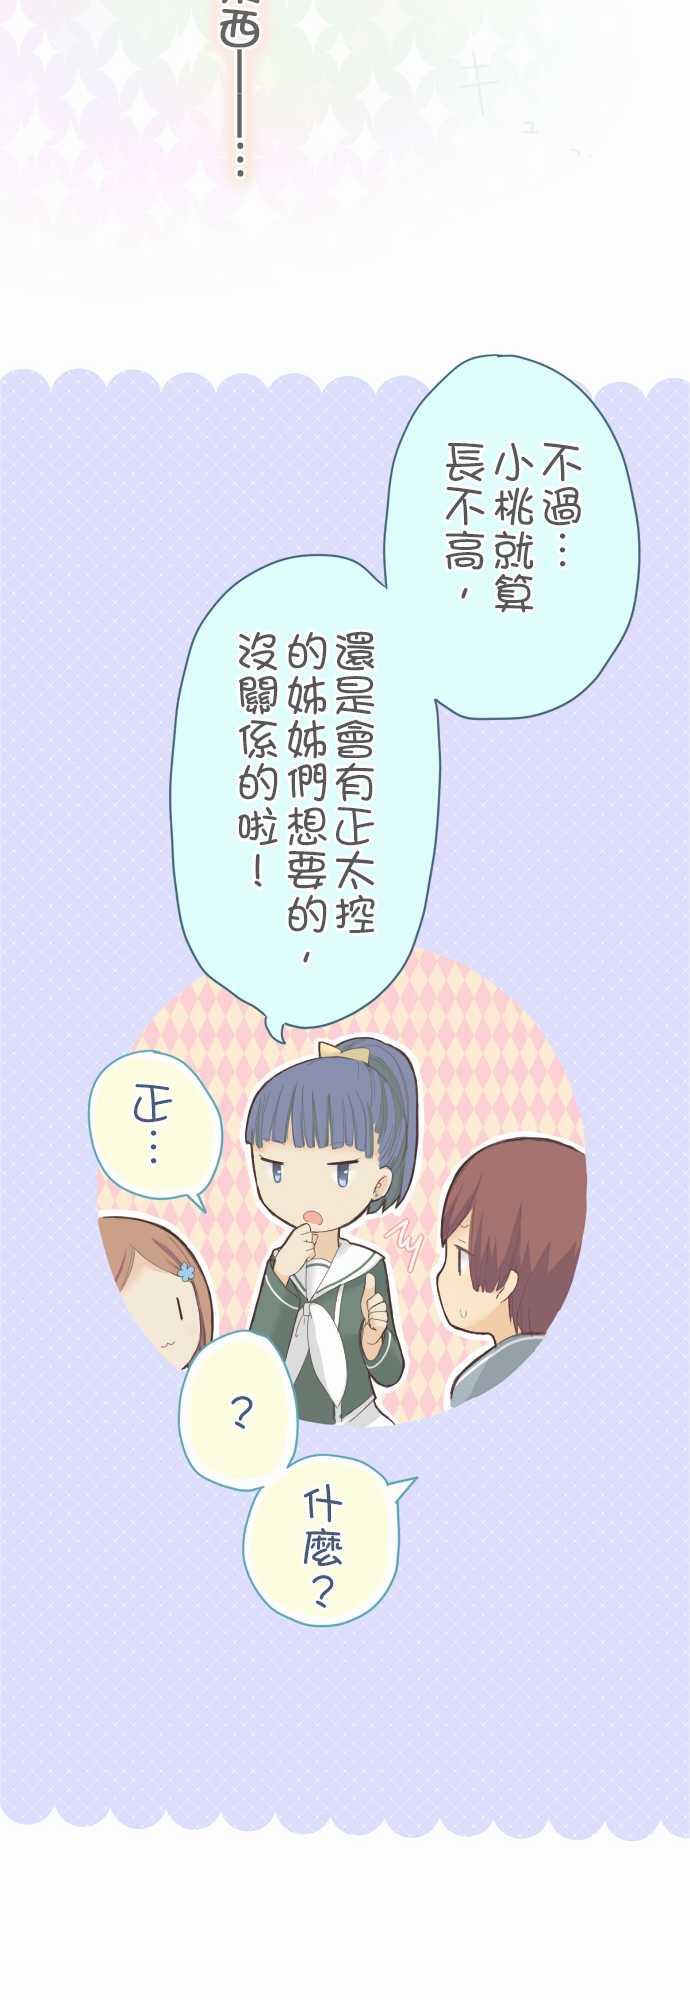 西——…
不過…
小桃就算
長不高，
還是會有正太控
的姊姊們想要的，
沒關係的啦！
正…
？
什麼？